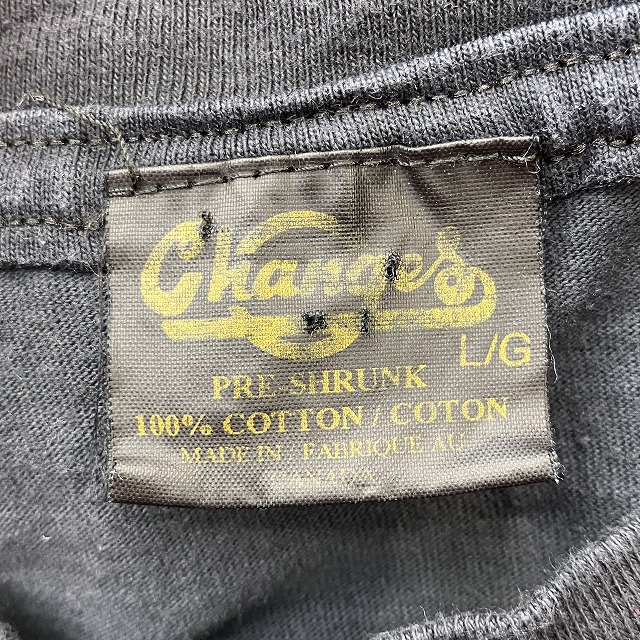 Changes
L/G
PRE-SHRUNK
100% COTTON / COTON
MADE IN FABRIQUE AU